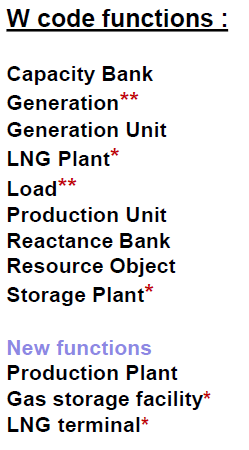 W code functions :
Capacity Bank
Generation**
Generation Unit
LNG Plant*
Load**
Production Unit
Reactance Bank
Resource Object
Storage Plant*
New functions
Production Plant
Gas storage facility*
LNG terminal*